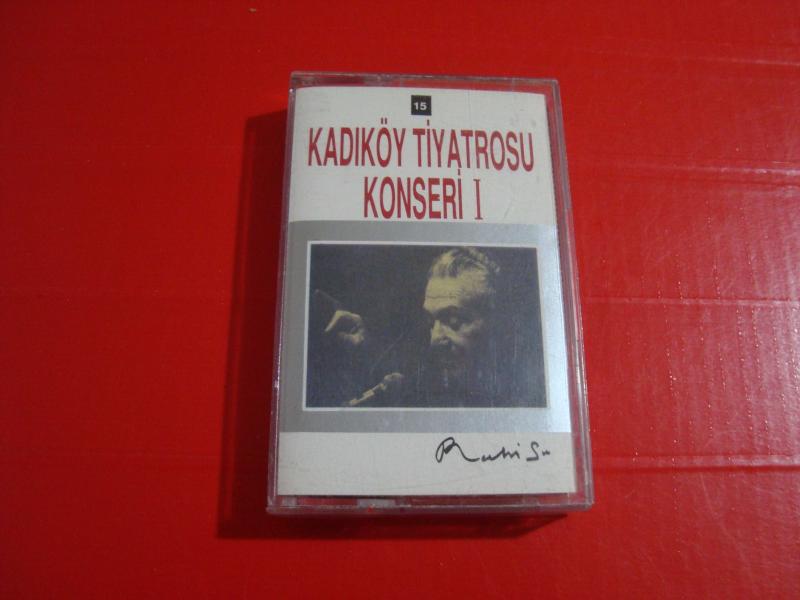 15
KADIKÖY TİYATROSU
KONSERİ I
Ruhi Su